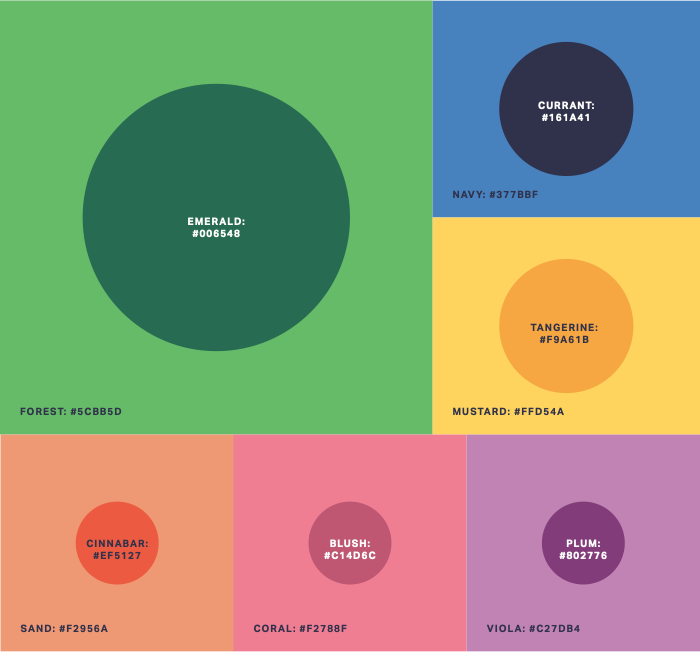 EMERALD:
#006548
FOREST: #5CBB5D
CURRANT:
#161A41
NAVY: #377BBF
TANGERINE:
#F9A61B
MUSTARD: #FFD54A
CINNABAR:
#EF5127
SAND: #F2956A
BLUSH:
#C14D6C
CORAL: #F2788F
PLUM:
#802776
VIOLA: #C27DB4